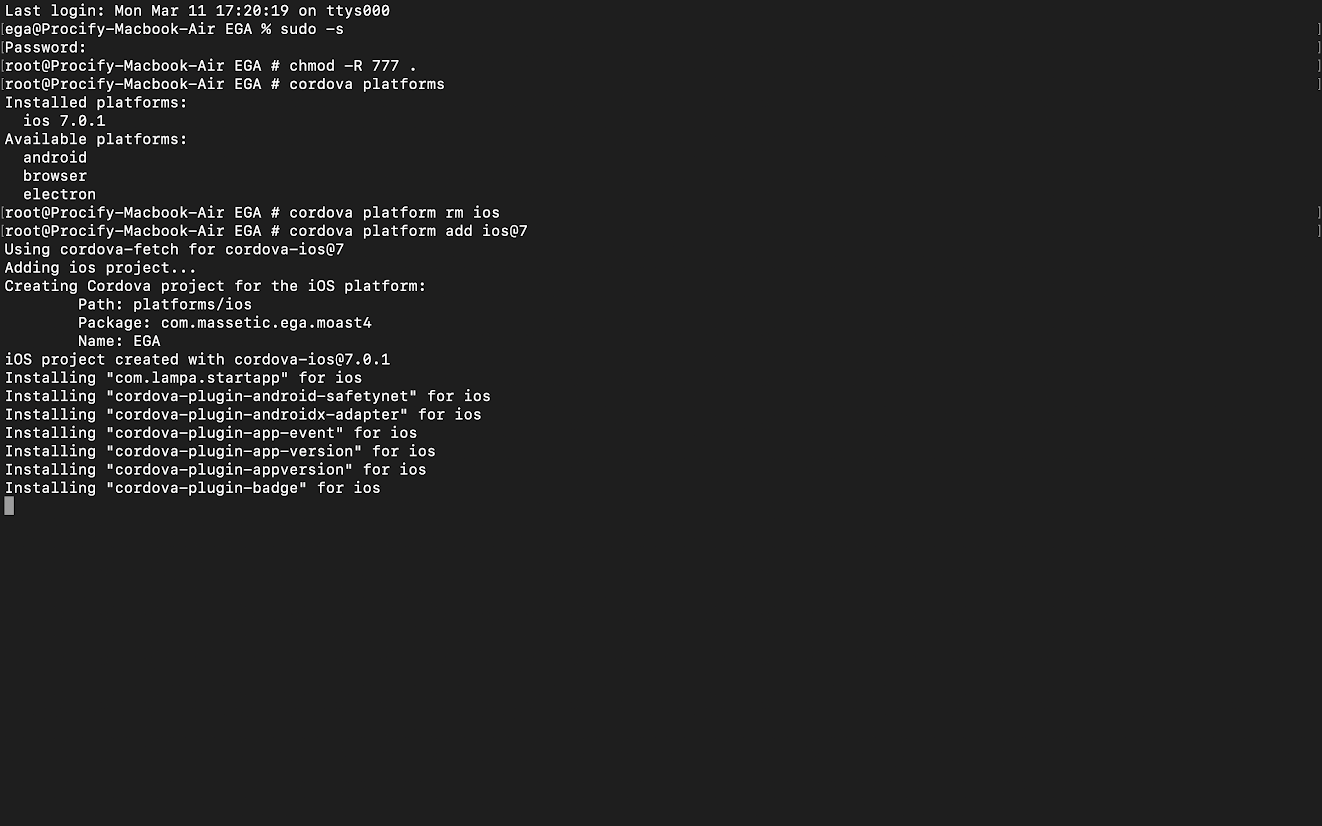 Last login: Mon Mar 11 17:20:19 on ttys000
[ega@Procify-Macbook-Air EGA % sudo -s ]
[Password: ]
[root@Procify-Macbook-Air EGA # chmod -R 777 . ]
[root@Procify-Macbook-Air EGA # cordova platforms ]
Installed platforms:
  ios 7.0.1
Available platforms:
  android
  browser
  electron
[root@Procify-Macbook-Air EGA # cordova platform rm ios ]
[root@Procify-Macbook-Air EGA # cordova platform add ios@7 ]
Using cordova-fetch for cordova-ios@7
Adding ios project...
Creating Cordova project for the iOS platform:
        Path: platforms/ios
        Package: com.massetic.ega.moast4
        Name: EGA
iOS project created with cordova-ios@7.0.1
Installing "com.lampa.startapp" for ios
Installing "cordova-plugin-android-safetynet" for ios
Installing "cordova-plugin-androidx-adapter" for ios
Installing "cordova-plugin-app-event" for ios
Installing "cordova-plugin-app-version" for ios
Installing "cordova-plugin-appversion" for ios
Installing "cordova-plugin-badge" for ios